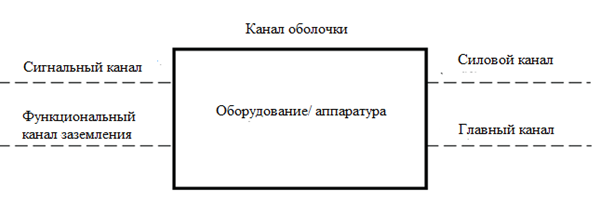 Канал оболочки
Сигнальный канал
Силовой канал
Функциональный
канал заземления
Оборудование/ аппаратура
Главный канал